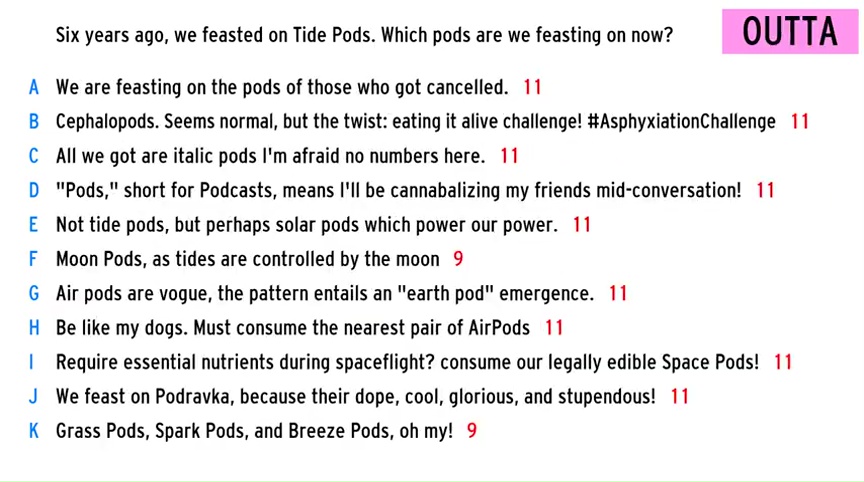 Six years ago, we feasted on Tide Pods. Which pods are we feasting on now?
OUTTA
A We are feasting on the pods of those who got cancelled. 11
B Cephalopods. Seems normal, but the twist: eating it alive challenge! #AsphyxiationChallenge 11
C All we got are italic pods I'm afraid no numbers here. 11
D "Pods," short for Podcasts, means I'll be cannabalizing my friends mid-conversation! 11
E Not tide pods, but perhaps solar pods which power our power. 11
F Moon Pods, as tides are controlled by the moon 9
G Air pods are vogue, the pattern entails an "earth pod" emergence. 11
H Be like my dogs. Must consume the nearest pair of AirPods 11
I Require essential nutrients during spaceflight? consume our legally edible Space Pods! 11
J We feast on Podravka, because their dope, cool, glorious, and stupendous! 11
K Grass Pods, Spark Pods, and Breeze Pods, oh my! 9